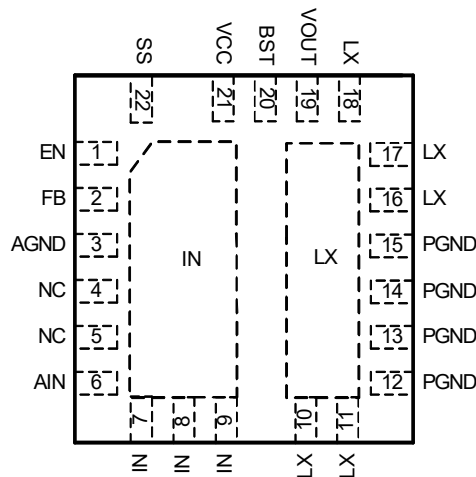 SS VCC BST VOUT LX
22 21 20 19 18
EN 1 17 LX
FB 2 16 LX
AGND 3 15 PGND
IN LX
NC 4 14 PGND
NC 5 13 PGND
AIN 6 12 PGND
7 8 9 10 11
IN IN IN LX LX